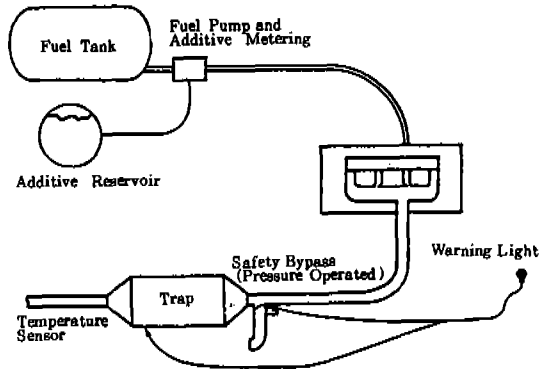 Fuel Pump and
Additive Metering
Fuel Tank
Additive Reservoir
Warning Light
Safety Bypass
(Pressure Operated)
Trap
Temperature
Sensor